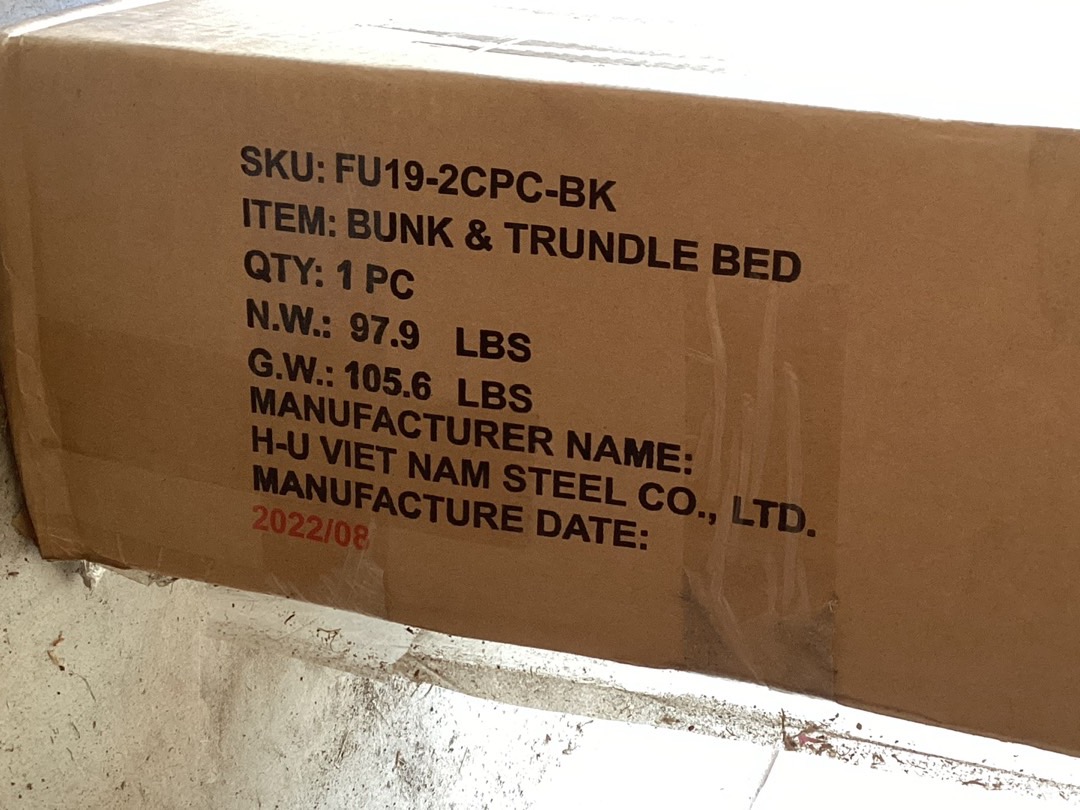 SKU: FU19-2CPC-BK
ITEM: BUNK & TRUNDLE BED
QTY: 1 PC
N.W.: 97.9 LBS
G.W.: 105.6 LBS
MANUFACTURER NAME:
H-U VIET NAM STEEL CO., LTD.
MANUFACTURE DATE:
2022/08